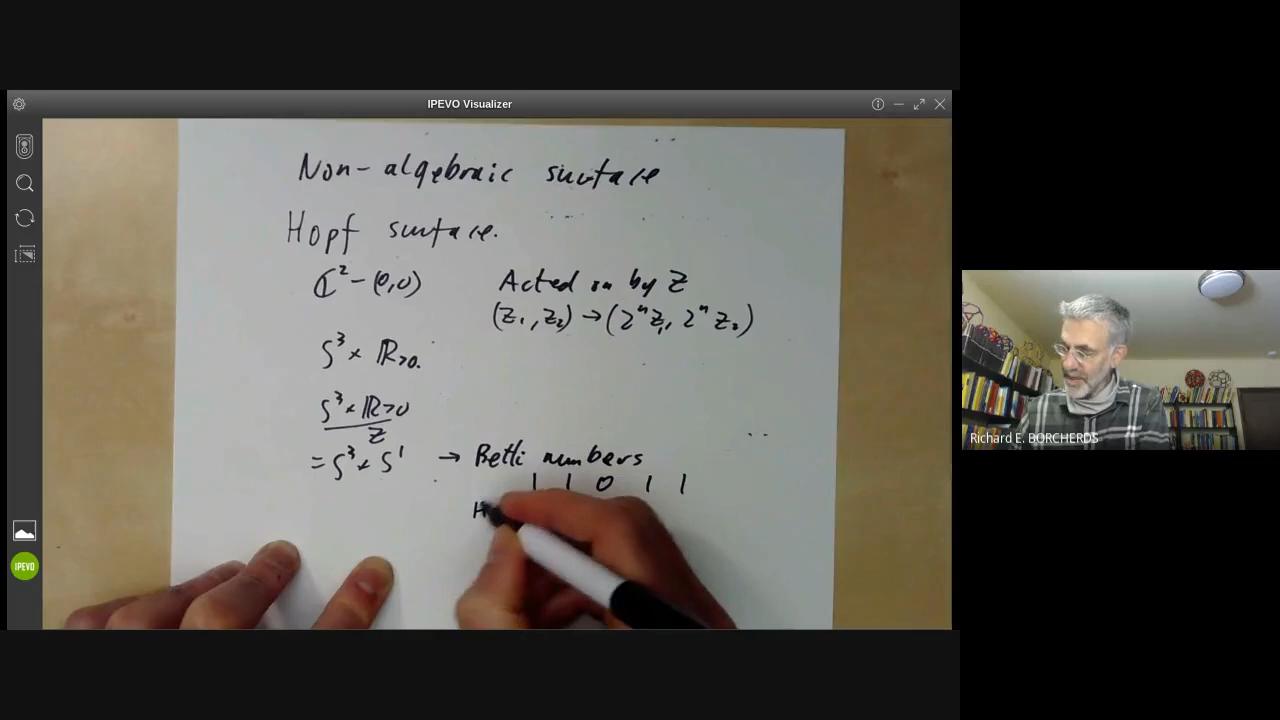 IPEVO Visualizer
Non-algebraic surface
Hopf surface.
ℂ² - (0,0) Acted on by Z
(z₁, z₂) → (2ⁿz₁, 2ⁿz₂)
S³ × ℝ>0.
S³ × ℝ>0
Z
= S³ × S¹ → Betti numbers
1 1 0 1 1
H
Richard E. BORCHERDS
IPEVO